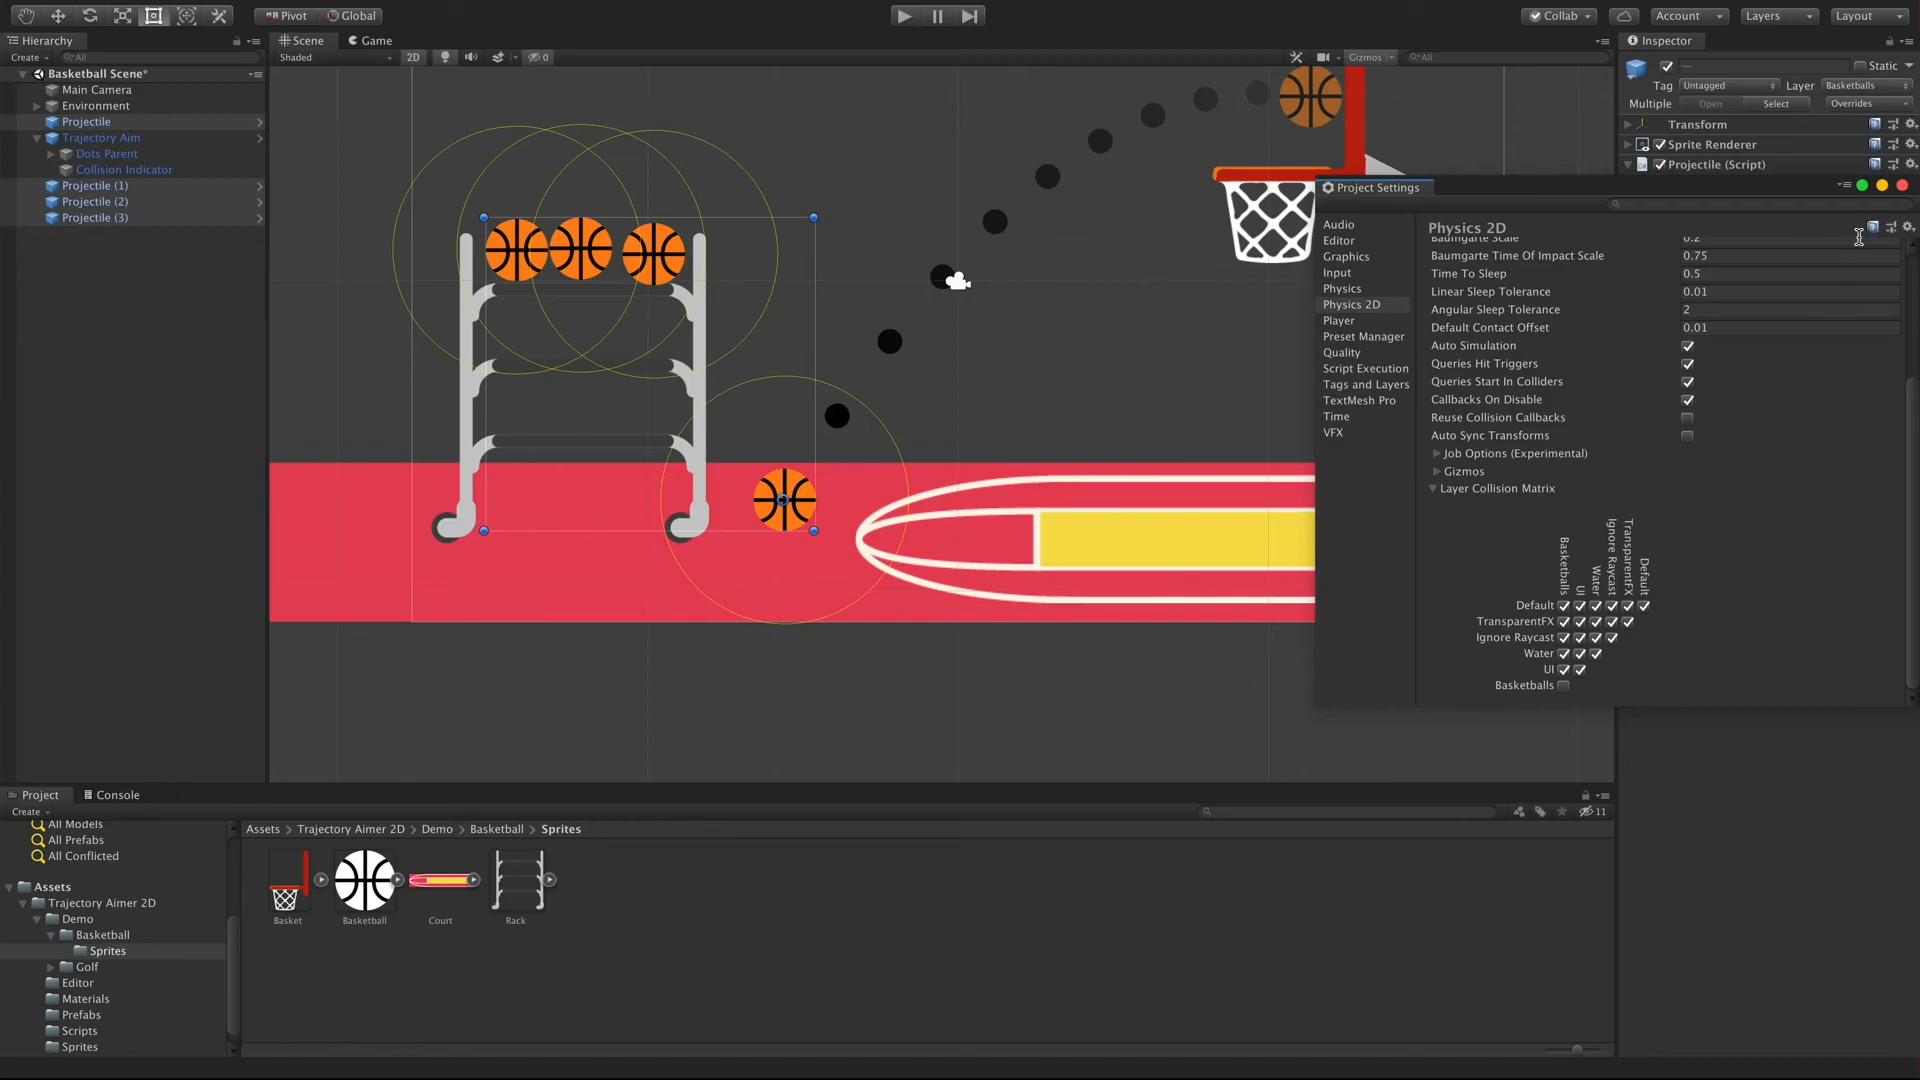 Pivot
Global
Collab
Account
Layers
Layout
Hierarchy
Create
All
Scene
Game
Inspector
Shaded
2D
0
Gizmos
All
Basketball Scene*
Main Camera
Environment
Projectile
Trajectory Aim
Dots Parent
Collision Indicator
Projectile (1)
Projectile (2)
Projectile (3)
Static
Tag
Untagged
Layer
Basketballs
Multiple
Open
Select
Overrides
Transform
Sprite Renderer
Projectile (Script)
Project Settings
Audio
Editor
Graphics
Input
Physics
Physics 2D
Player
Preset Manager
Quality
Script Execution
Tags and Layers
TextMesh Pro
Time
VFX
Physics 2D
Baumgarte Scale 0.2
Baumgarte Time Of Impact Scale 0.75
Time To Sleep 0.5
Linear Sleep Tolerance 0.01
Angular Sleep Tolerance 2
Default Contact Offset 0.01
Auto Simulation
Queries Hit Triggers
Queries Start In Colliders
Callbacks On Disable
Reuse Collision Callbacks
Auto Sync Transforms
Job Options (Experimental)
Gizmos
Layer Collision Matrix
Basketballs
UI
Water
Ignore Raycast
TransparentFX
Default
Default
TransparentFX
Ignore Raycast
Water
UI
Basketballs
Project
Console
Create
11
All Models
All Prefabs
All Conflicted
Assets
Trajectory Aimer 2D
Demo
Basketball
Sprites
Golf
Editor
Materials
Prefabs
Scripts
Sprites
Assets > Trajectory Aimer 2D > Demo > Basketball > Sprites
Basket
Basketball
Court
Rack